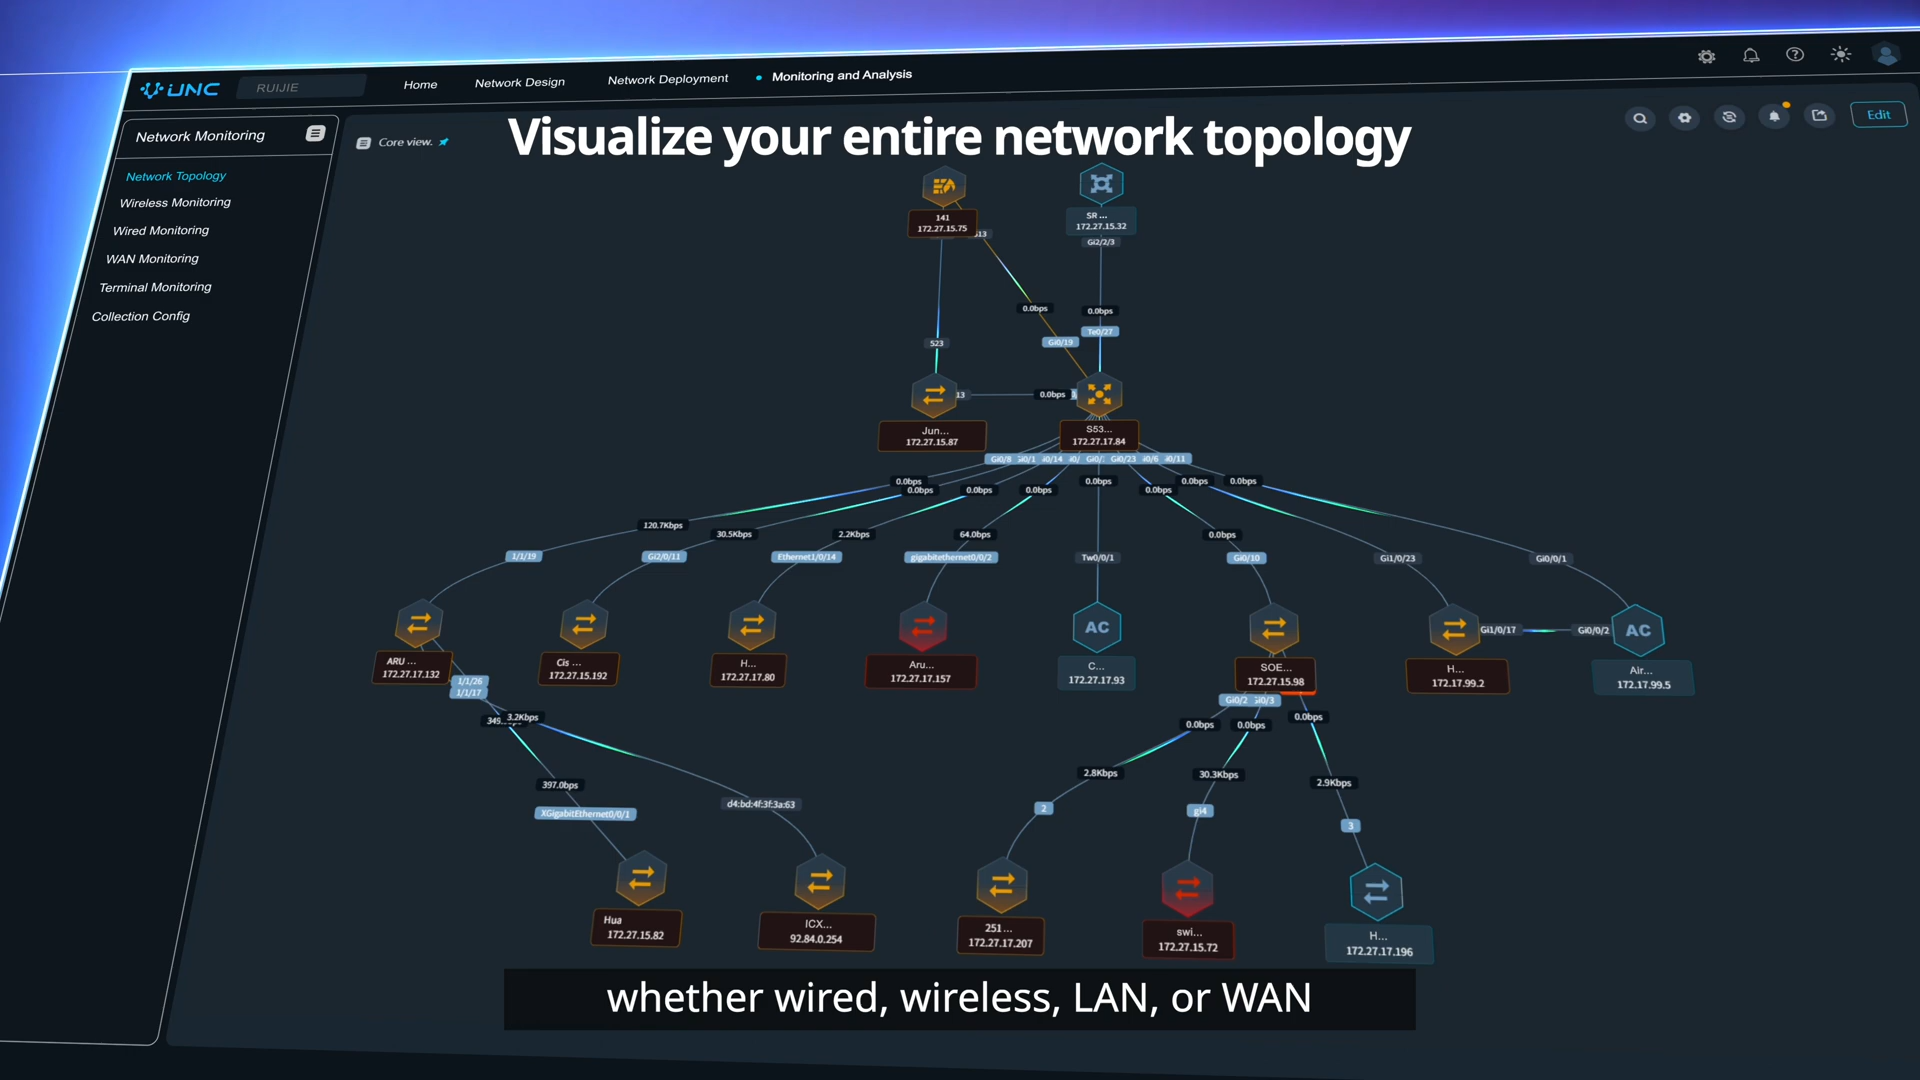 UNC
RUIJIE
Home
Network Design
Network Deployment
Monitoring and Analysis
Network Monitoring
Network Topology
Wireless Monitoring
Wired Monitoring
WAN Monitoring
Terminal Monitoring
Collection Config
Core view.
Edit
Visualize your entire network topology
141
172.27.15.75
SR ...
172.27.15.32
Gi2/2/3
0.0bps
0.0bps
Te0/27
Gi0/19
523
13
0.0bps
Jun...
172.27.15.87
S53...
172.27.17.84
Gi0/8
Gi0/23
0.0bps
0.0bps
0.0bps
0.0bps
0.0bps
0.0bps
0.0bps
0.0bps
120.7Kbps
30.5Kbps
2.2Kbps
64.0bps
0.0bps
1/1/19
Gi2/0/11
Ethernet1/0/14
gigabitethernet0/0/2
Tw0/0/1
Gi0/10
Gi1/0/23
Gi0/0/1
AC
Gi1/0/17
Gi0/0/2
AC
ARU ...
172.27.17.132
Cis ...
172.27.15.192
H...
172.27.17.80
Aru...
172.27.17.157
C...
172.27.17.93
SOE...
172.27.15.98
H...
172.17.99.2
Air...
172.17.99.5
1/1/26
1/1/17
3.2Kbps
Gi0/2
0.0bps
0.0bps
0.0bps
397.0bps
XGigabitEthernet0/0/1
d4:bd:4f:3f:3a:63
2.8Kbps
30.3Kbps
2.9Kbps
2
gi4
3
Hua
172.27.15.82
ICX...
92.84.0.254
251 ...
172.27.17.207
swi...
172.27.15.72
H...
172.27.17.196
whether wired, wireless, LAN, or WAN